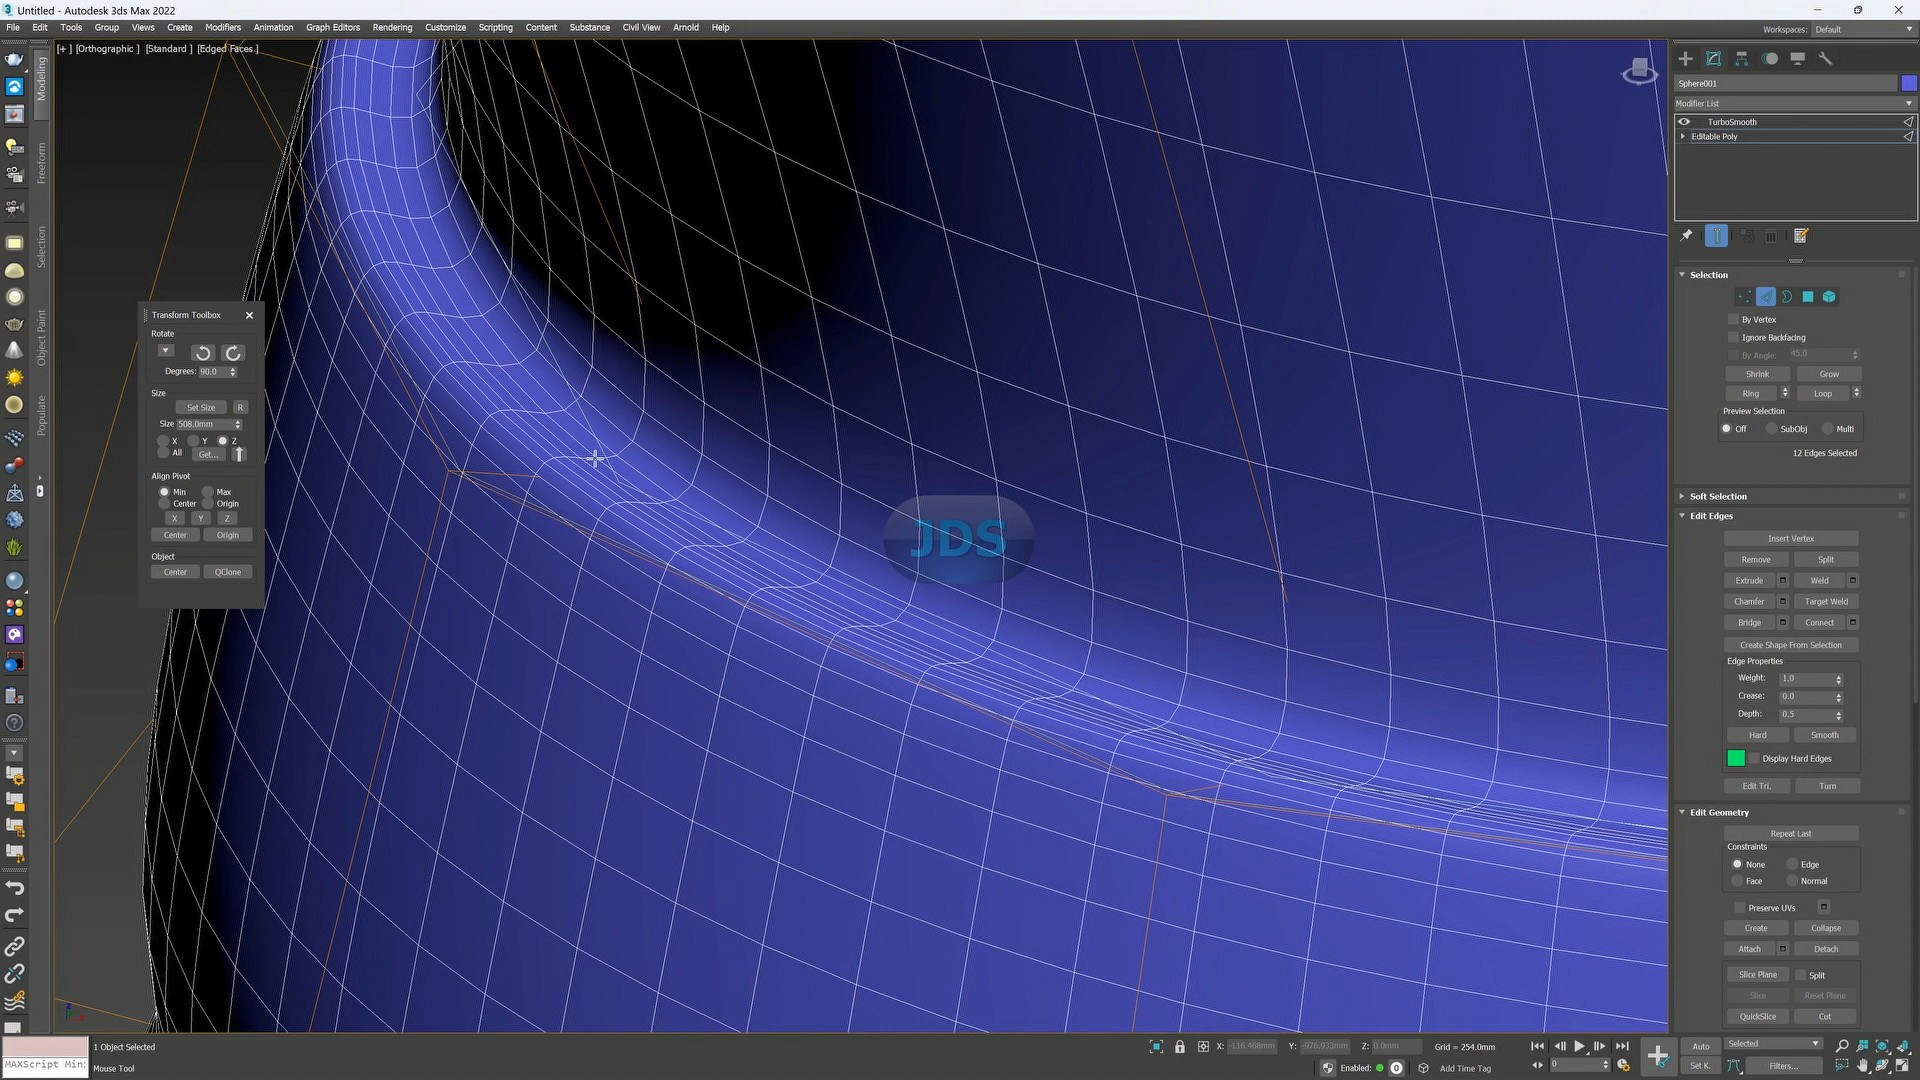 Untitled - Autodesk 3ds Max 2022
File Edit Tools Group Views Create Modifiers Animation Graph Editors Rendering Customize Scripting Content Substance Civil View Arnold Help
Workspaces: Default
[+] [Orthographic ] [Standard ] [Edged Faces ]
Modeling
Freeform
Selection
Object Paint
Populate
Transform Toolbox
Rotate
Degrees: 90.0
Size
Set Size R
Size 508.0mm
X Y Z
All Get...
Align Pivot
Min Max
Center Origin
X Y Z
Center Origin
Object
Center QClone
JDS
Sphere001
Modifier List
TurboSmooth
Editable Poly
Selection
By Vertex
Ignore Backfacing
By Angle: 45.0
Shrink Grow
Ring Loop
Preview Selection
Off SubObj Multi
12 Edges Selected
Soft Selection
Edit Edges
Insert Vertex
Remove Split
Extrude Weld
Chamfer Target Weld
Bridge Connect
Create Shape From Selection
Edge Properties
Weight: 1.0
Crease: 0.0
Depth: 0.5
Hard Smooth
Display Hard Edges
Edit Tri. Turn
Edit Geometry
Repeat Last
Constraints
None Edge
Face Normal
Preserve UVs
Create Collapse
Attach Detach
Slice Plane Split
Slice Reset Plane
QuickSlice Cut
1 Object Selected
MAXScript Min:
Mouse Tool
X: -116.468mm Y: -976.933mm Z: 0.0mm Grid = 254.0mm
Enabled: 0 Add Time Tag
0
Auto Selected
Set K. Filters...